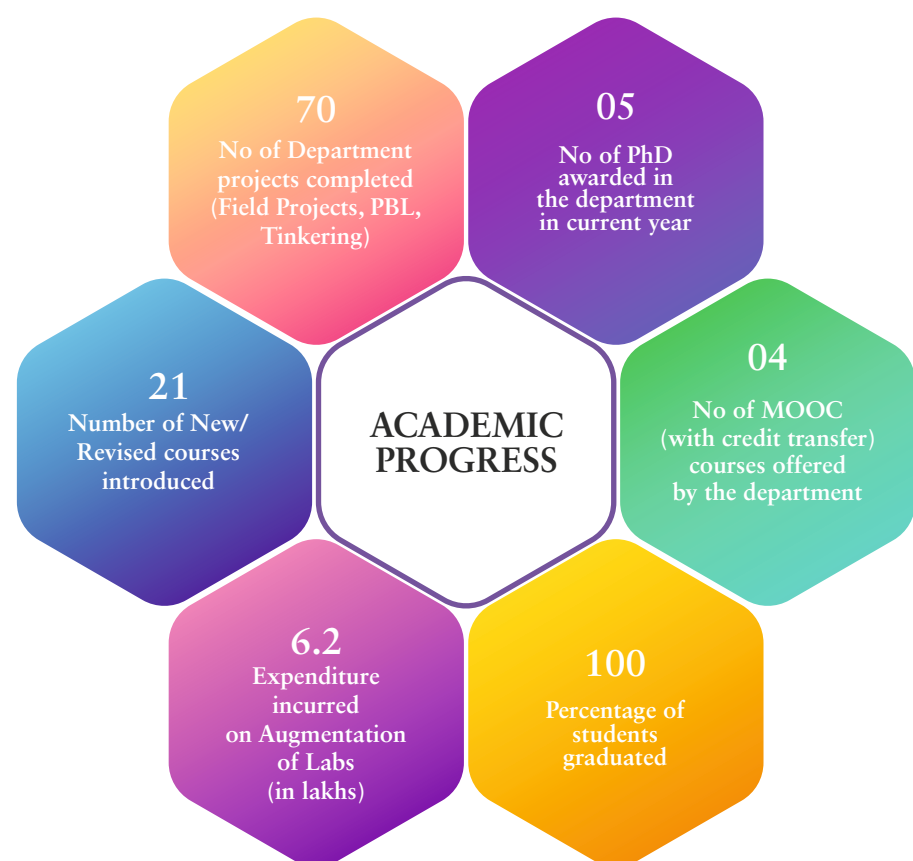 70
No of Department
projects completed
(Field Projects, PBL,
Tinkering)
05
No of PhD
awarded in
the department
in current year
21
Number of New/
Revised courses
introduced
ACADEMIC
PROGRESS
04
No of MOOC
(with credit transfer)
courses offered
by the department
6.2
Expenditure
incurred
on Augmentation
of Labs
(in lakhs)
100
Percentage of
students
graduated